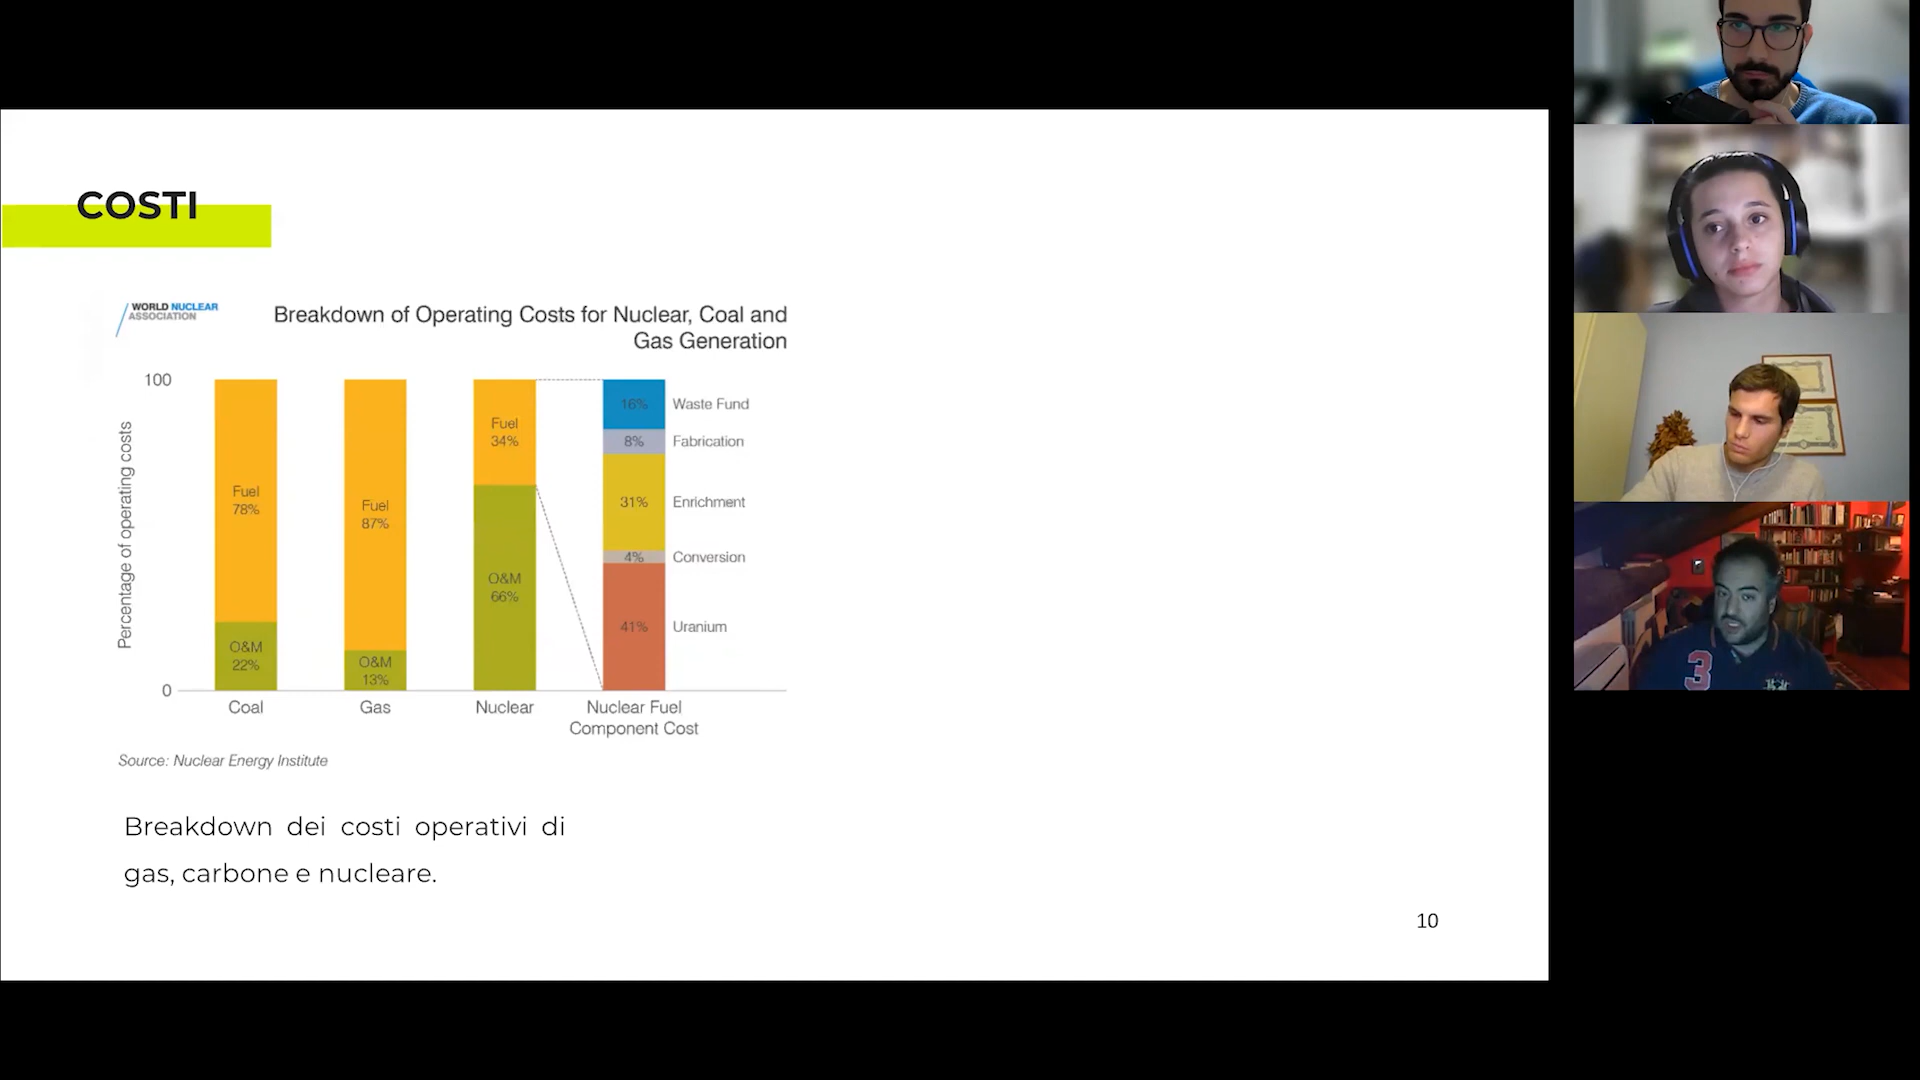 COSTI
WORLD NUCLEAR
ASSOCIATION
Breakdown of Operating Costs for Nuclear, Coal and
Gas Generation
Percentage of operating costs
100
0
Fuel
78%
O&M
22%
Coal
Fuel
87%
O&M
13%
Gas
Fuel
34%
O&M
66%
Nuclear
16% Waste Fund
8% Fabrication
31% Enrichment
4% Conversion
41% Uranium
Nuclear Fuel
Component Cost
Source: Nuclear Energy Institute
Breakdown dei costi operativi di
gas, carbone e nucleare.
10
3